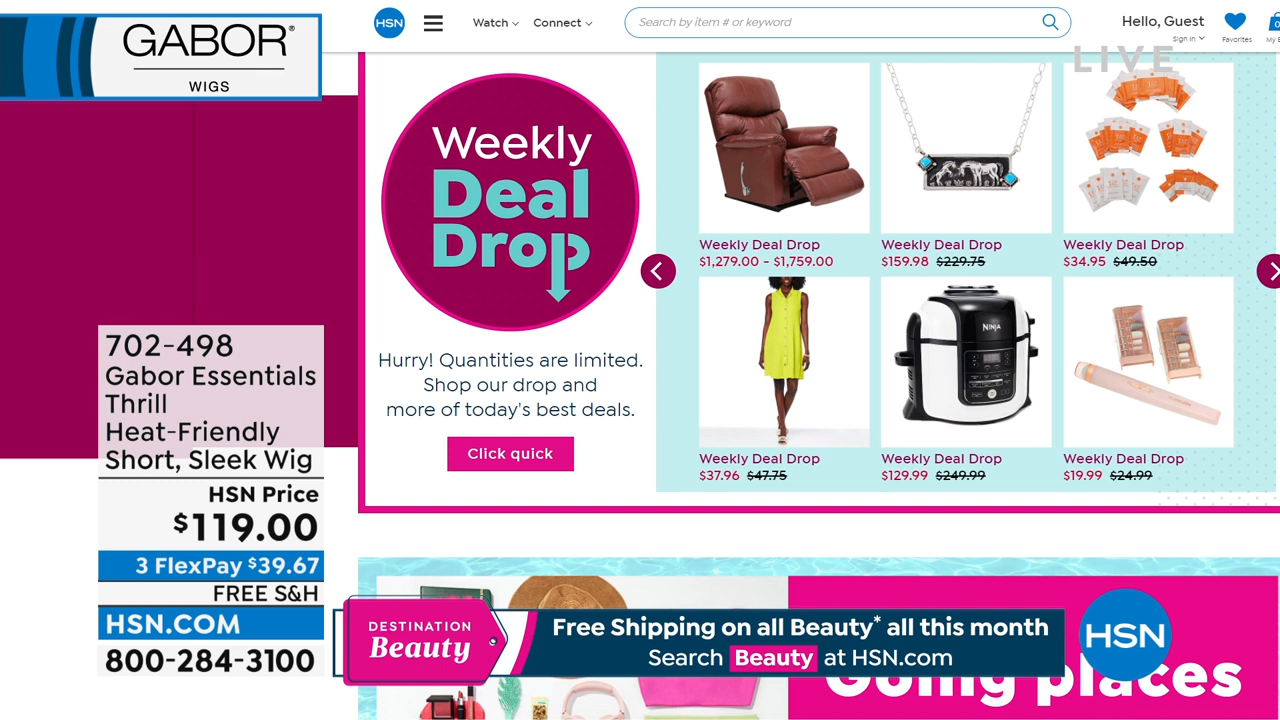 GABOR®
WIGS
HSN
Watch
Connect
Search by item # or keyword
Hello, Guest
Sign In
Favorites
LIVE
Weekly
Deal
Drop
Hurry! Quantities are limited.
Shop our drop and
more of today's best deals.
Click quick
Weekly Deal Drop
$1,279.00 - $1,759.00
Weekly Deal Drop
$159.98 $229.75
Weekly Deal Drop
$34.95 $49.50
NINJA
Weekly Deal Drop
$37.96 $47.75
Weekly Deal Drop
$129.99 $249.99
Weekly Deal Drop
$19.99 $24.99
702-498
Gabor Essentials
Thrill
Heat-Friendly
Short, Sleek Wig
HSN Price
$119.00
3 FlexPay $39.67
FREE S&H
HSN.COM
800-284-3100
DESTINATION
Beauty
Free Shipping on all Beauty* all this month
Search Beauty at HSN.com
HSN
Going places